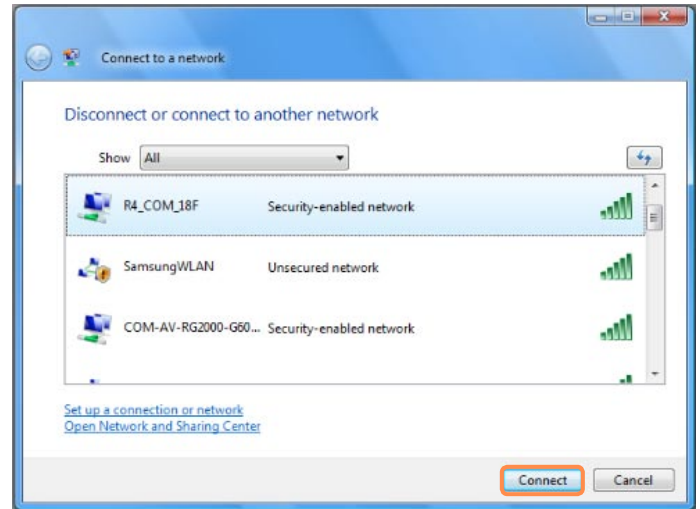 Connect to a network
Disconnect or connect to another network
Show All
R4_COM_18F Security-enabled network
SamsungWLAN Unsecured network
COM-AV-RG2000-G60... Security-enabled network
Set up a connection or network
Open Network and Sharing Center
Connect Cancel